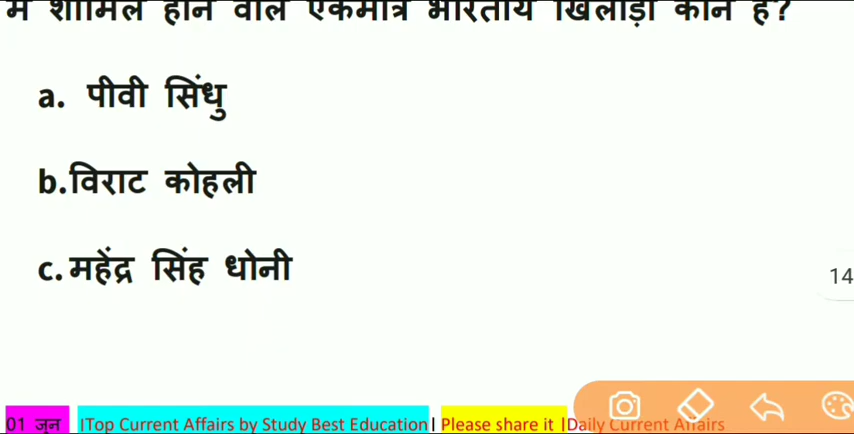 में शामिल होने वाले एकमात्र भारतीय खिलाड़ी कौन है?
a. पीवी सिंधु
b.विराट कोहली
c.महेंद्र सिंह धोनी
14
01 जून |Top Current Affairs by Study Best Education| Please share it |Daily Current Affairs